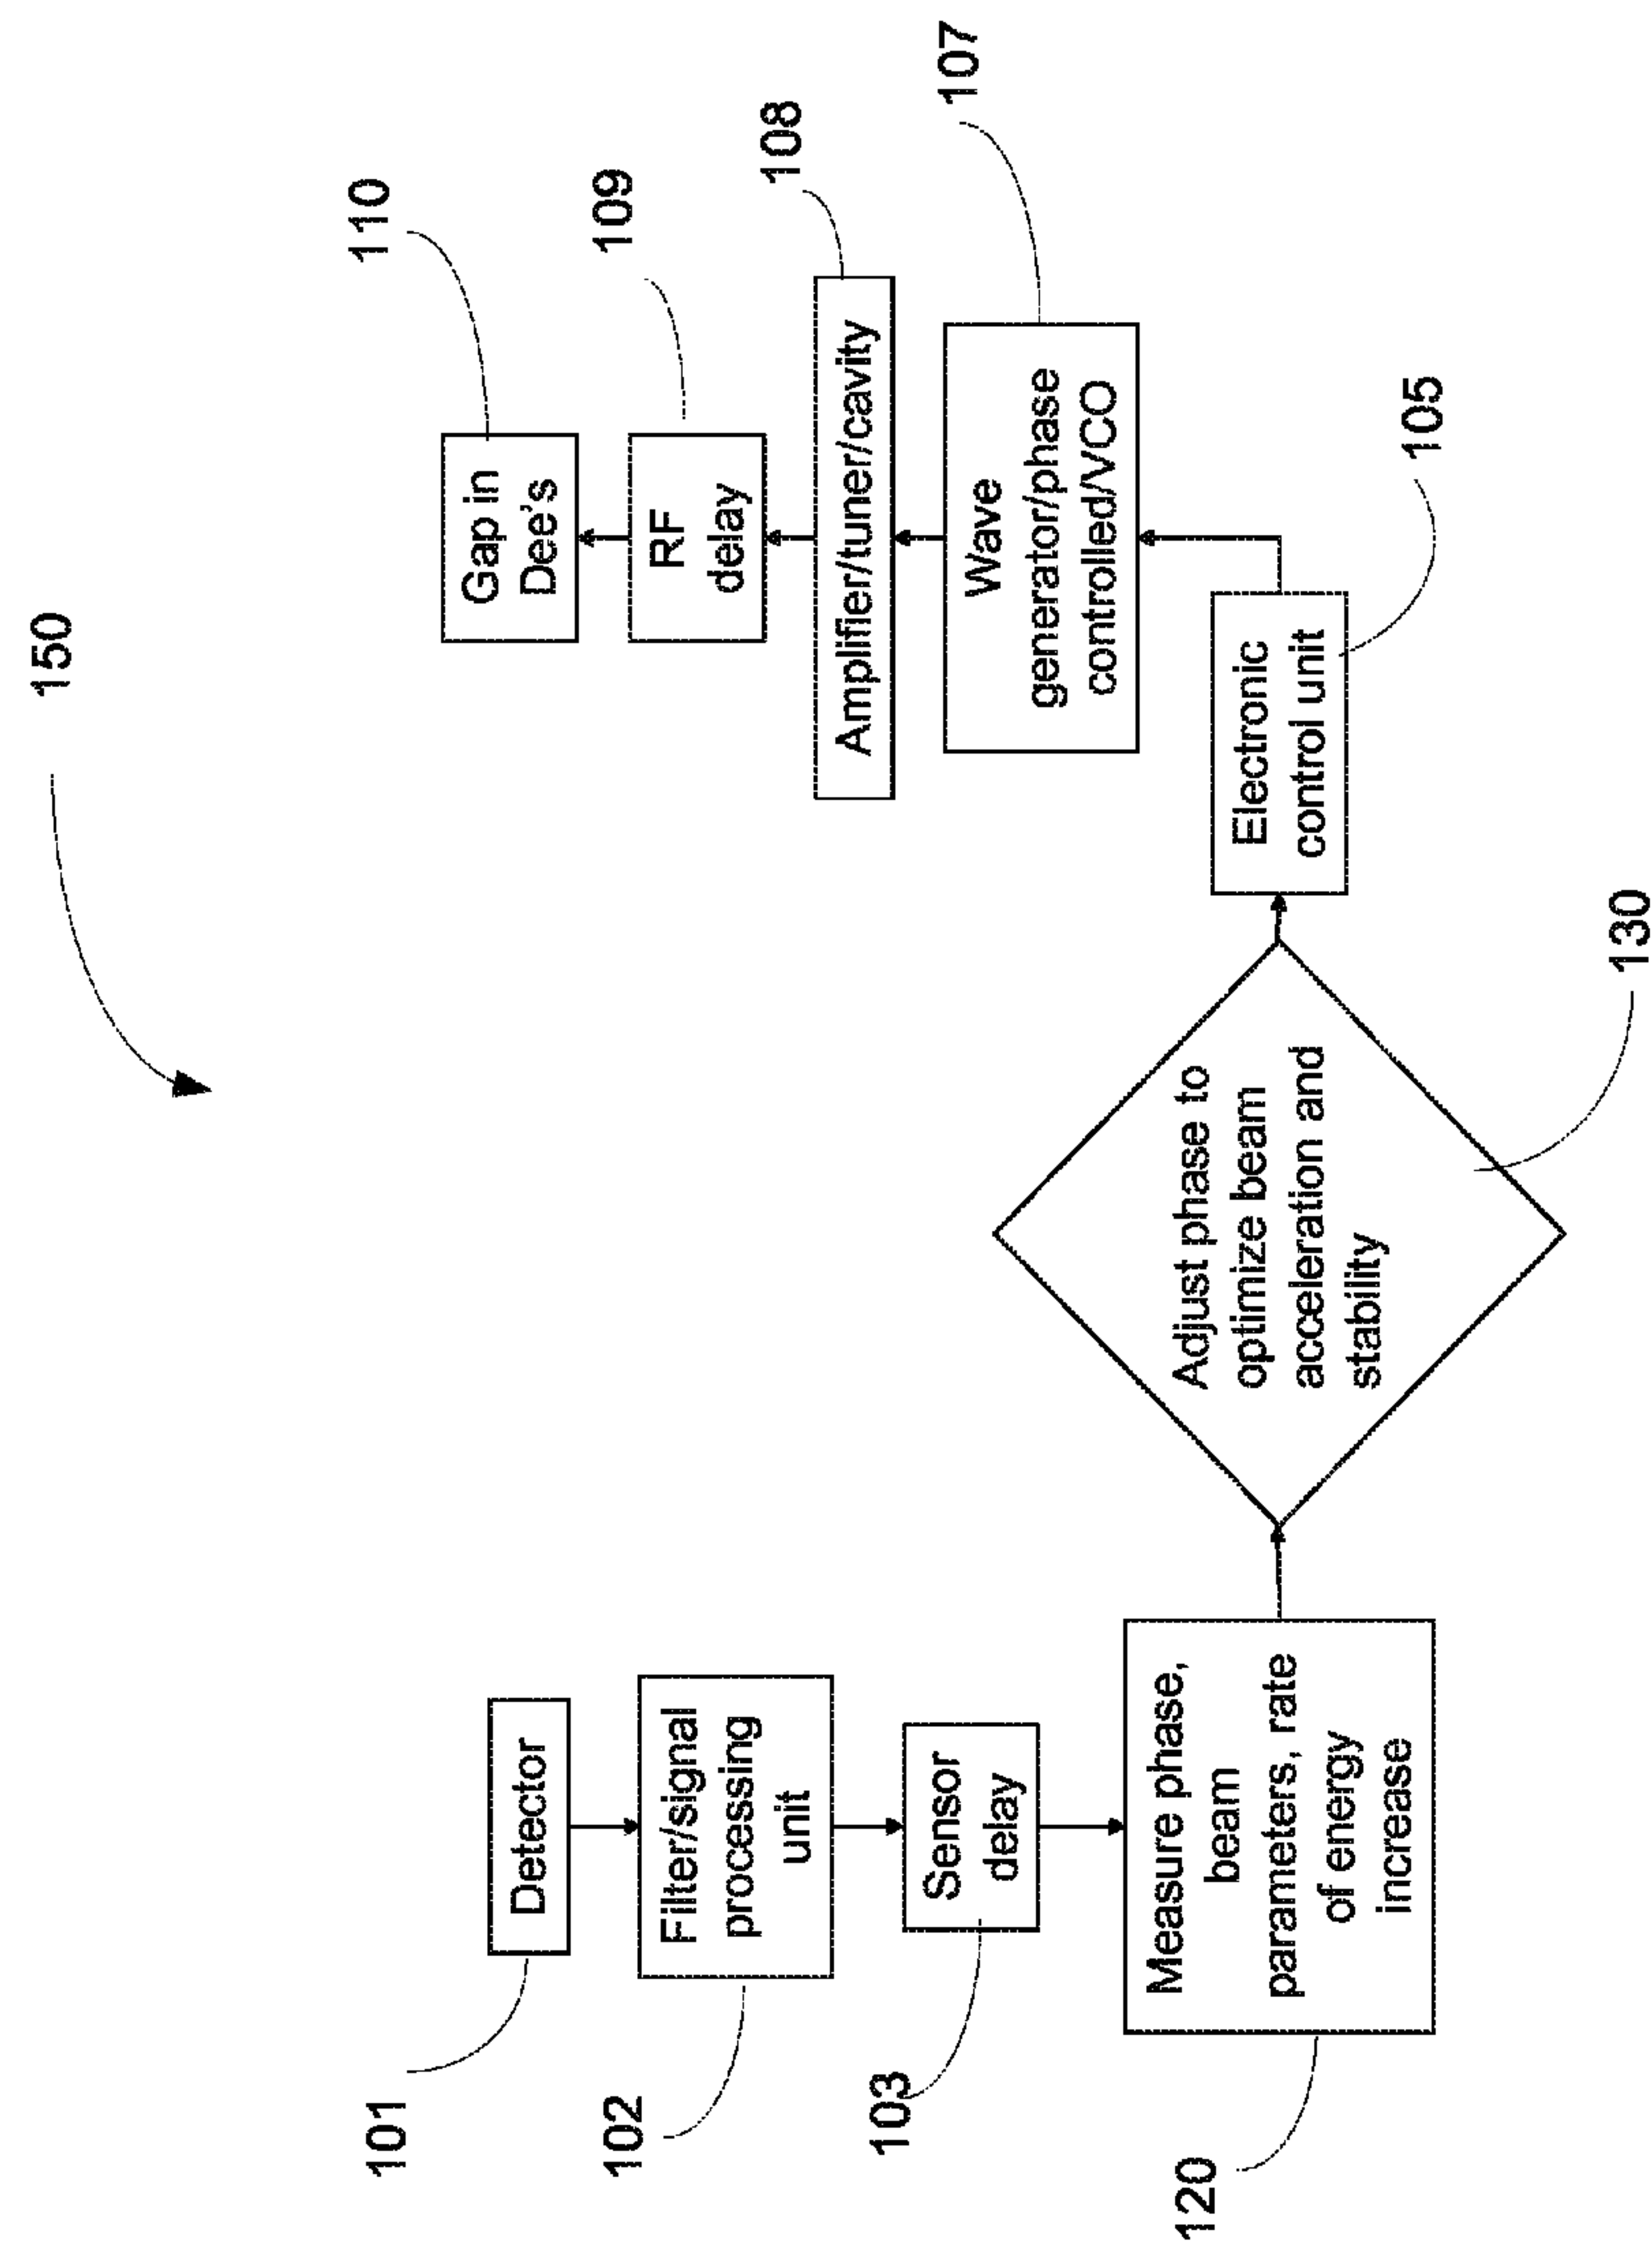 150
101
Detector
102
Filter/signal
processing
unit
103
Sensor
delay
120
Measure phase,
beam
parameters, rate
of energy
increase
Adjust phase to
optimize beam
acceleration and
stability
130
Electronic
control unit
105
Wave
generator/phase
controlled/VCO
107
Amplifier/tuner/cavity
108
RF
delay
109
Gap in
Dee's
110